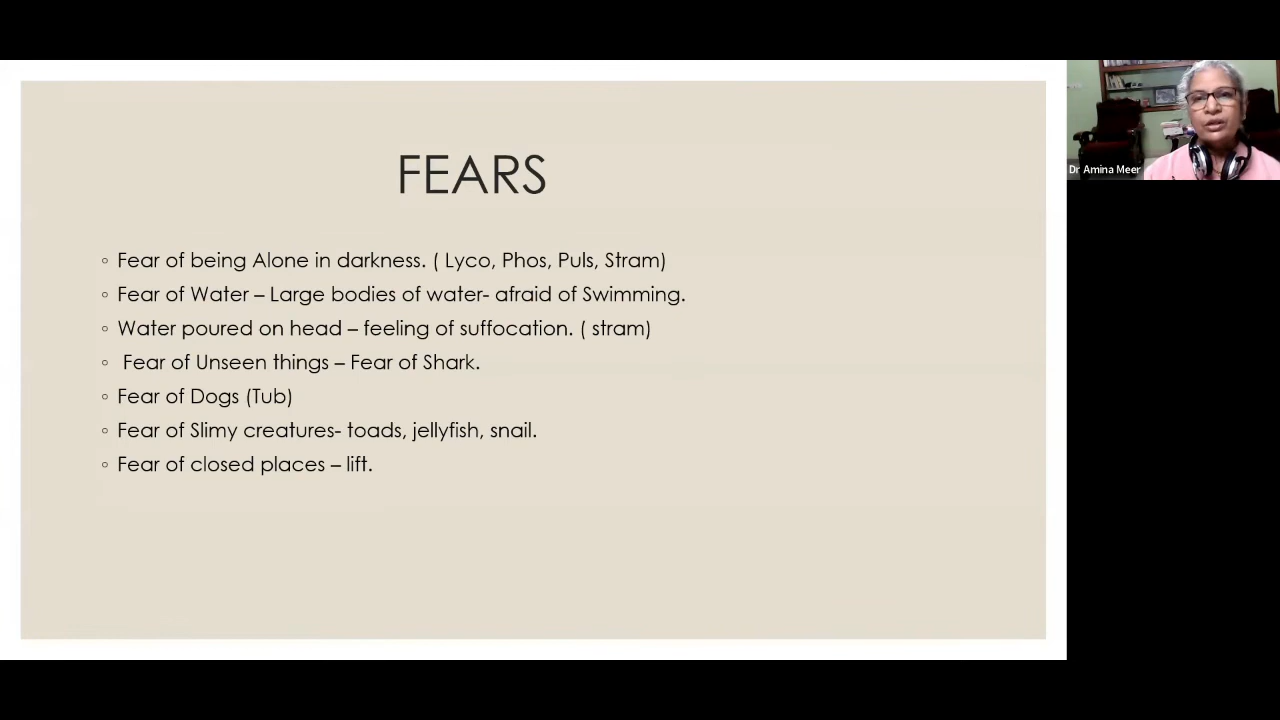 FEARS
Fear of being Alone in darkness. ( Lyco, Phos, Puls, Stram)
Fear of Water – Large bodies of water- afraid of Swimming.
Water poured on head – feeling of suffocation. ( stram)
Fear of Unseen things – Fear of Shark.
Fear of Dogs (Tub)
Fear of Slimy creatures- toads, jellyfish, snail.
Fear of closed places – lift.
Dr Amina Meer